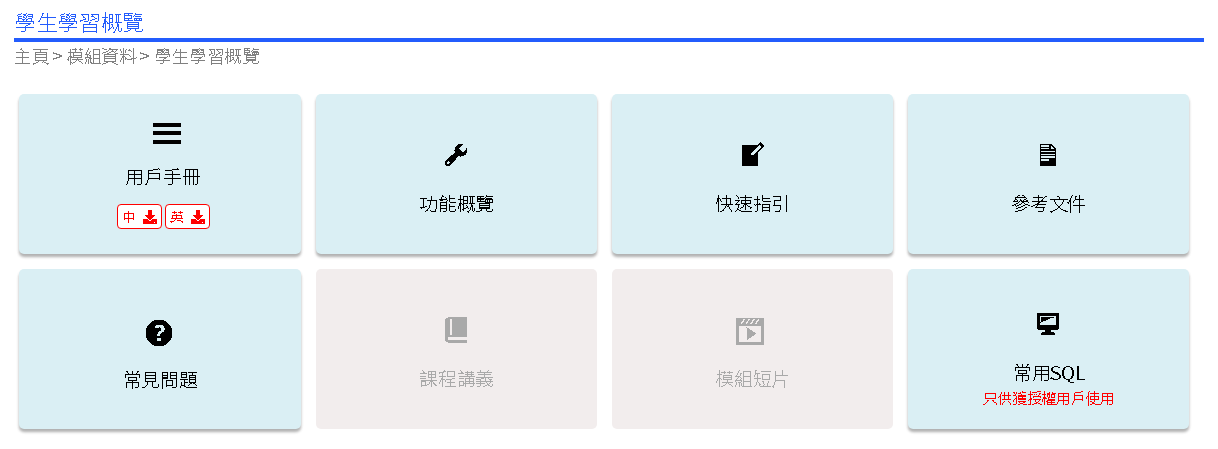 學生學習概覽
主頁 > 模組資料 > 學生學習概覽
用戶手冊
中 英
功能概覽
快速指引
參考文件
常見問題
課程講義
模組短片
常用SQL
只供獲授權用戶使用